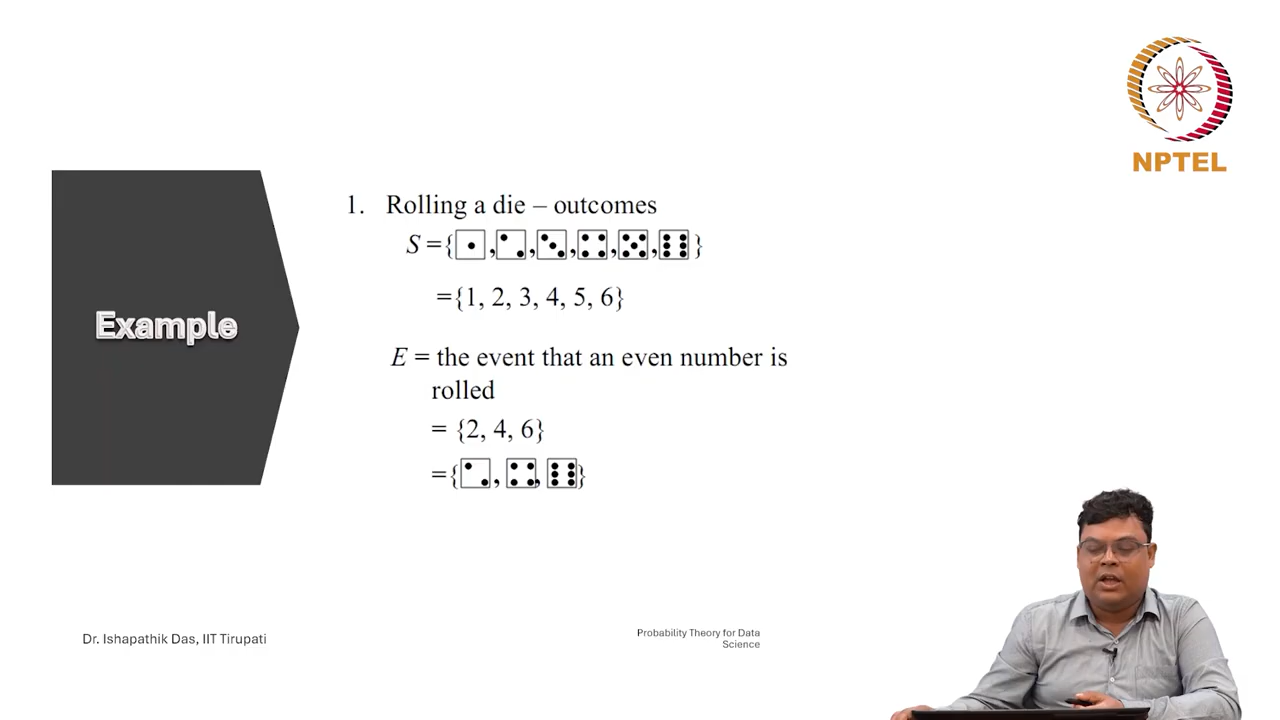 NPTEL
Example
1. Rolling a die – outcomes
S ={ , , , , , }
={1, 2, 3, 4, 5, 6}
E = the event that an even number is
rolled
= {2, 4, 6}
={ , , }
Dr. Ishapathik Das, IIT Tirupati
Probability Theory for Data
Science